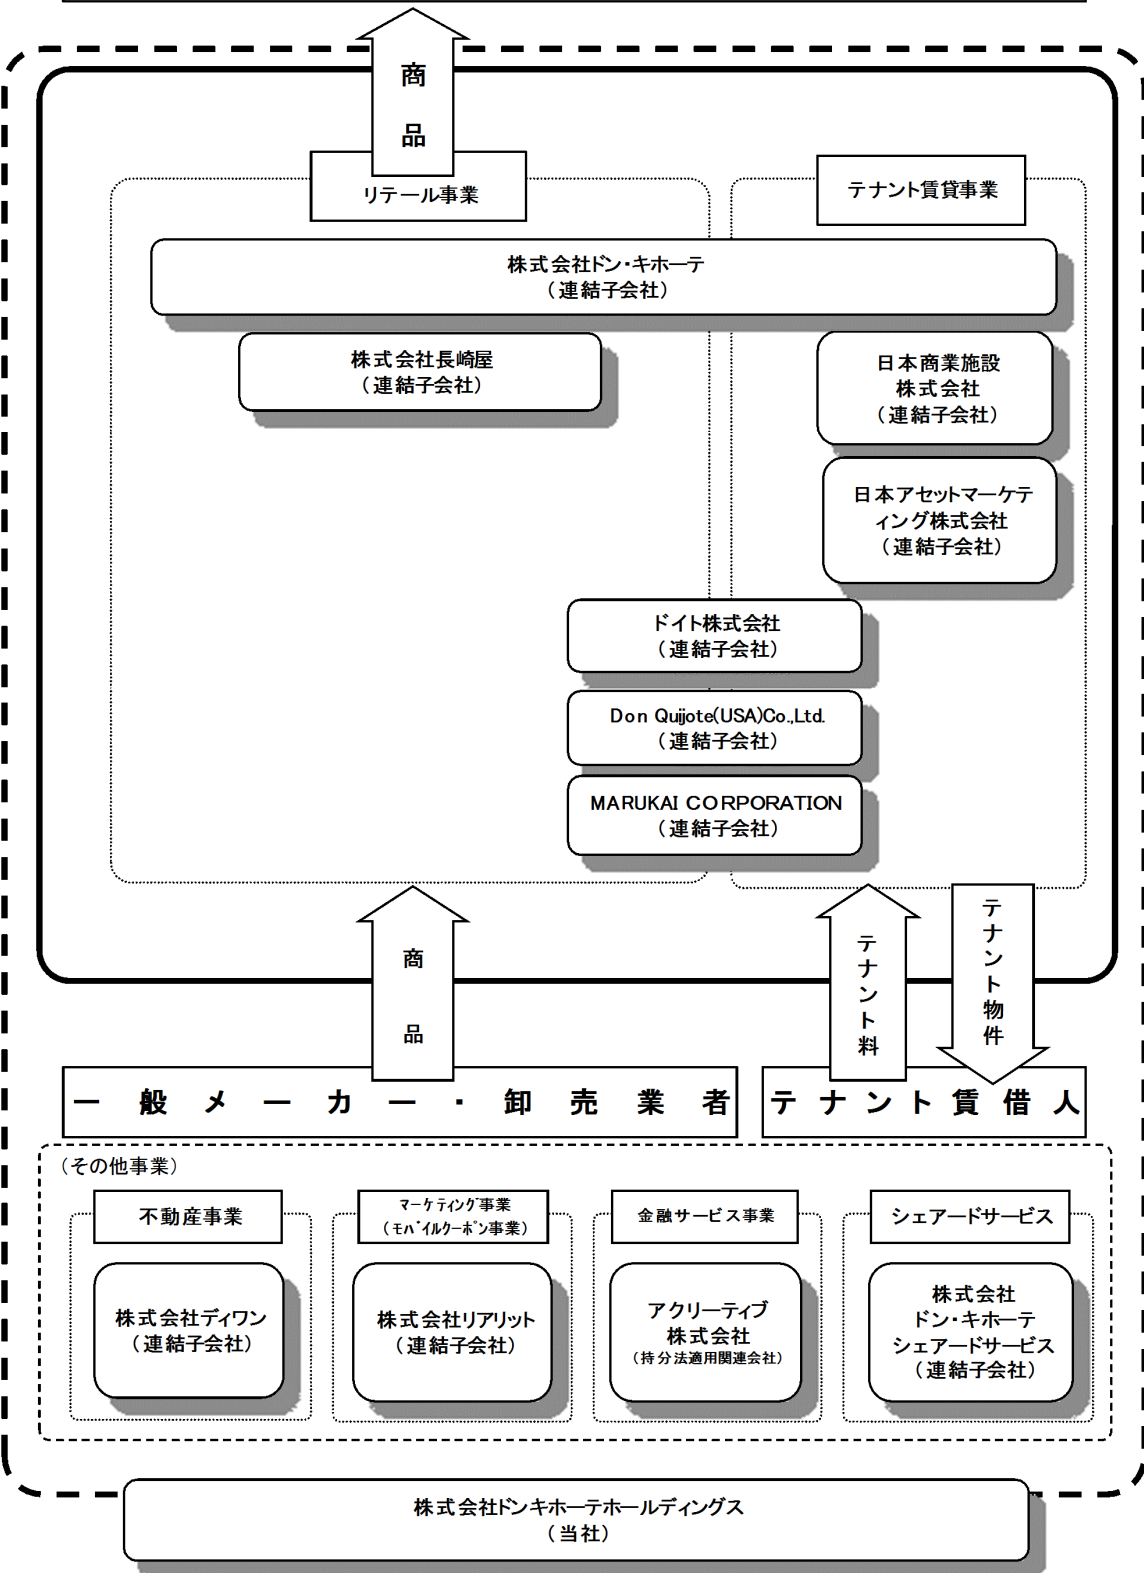 商
品
リテール事業
テナント賃貸事業
株式会社ドン・キホーテ
（連結子会社）
株式会社長崎屋
（連結子会社）
日本商業施設
株式会社
（連結子会社）
日本アセットマーケテ
ィング株式会社
（連結子会社）
ドイト株式会社
（連結子会社）
Don Quijote(USA)Co.,Ltd.
（連結子会社）
MARUKAI CORPORATION
（連結子会社）
商
品
テナント料
テナント物件
一般メーカー・卸売業者
テナント賃借人
（その他事業）
不動産事業
マーケティング事業
（モバイルクーポン事業）
金融サービス事業
シェアードサービス
株式会社ディワン
（連結子会社）
株式会社リアリット
（連結子会社）
アクリーティブ
株式会社
（持分法適用関連会社）
株式会社
ドン・キホーテ
シェアードサービス
（連結子会社）
株式会社ドンキホーテホールディングス
（当社）